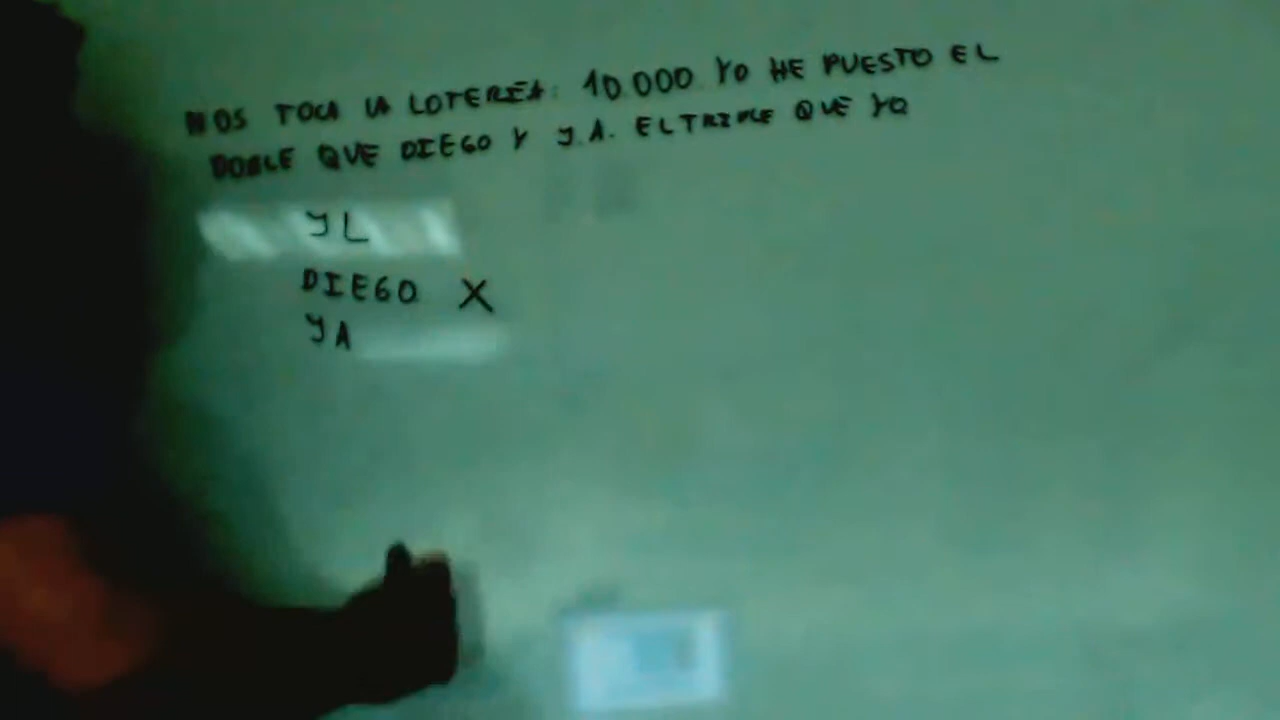 NOS TOCA LA LOTERÍA: 10.000 YO HE PUESTO EL
DOBLE QUE DIEGO Y J.A. EL TRIPLE QUE YO
JL
DIEGO X
JA